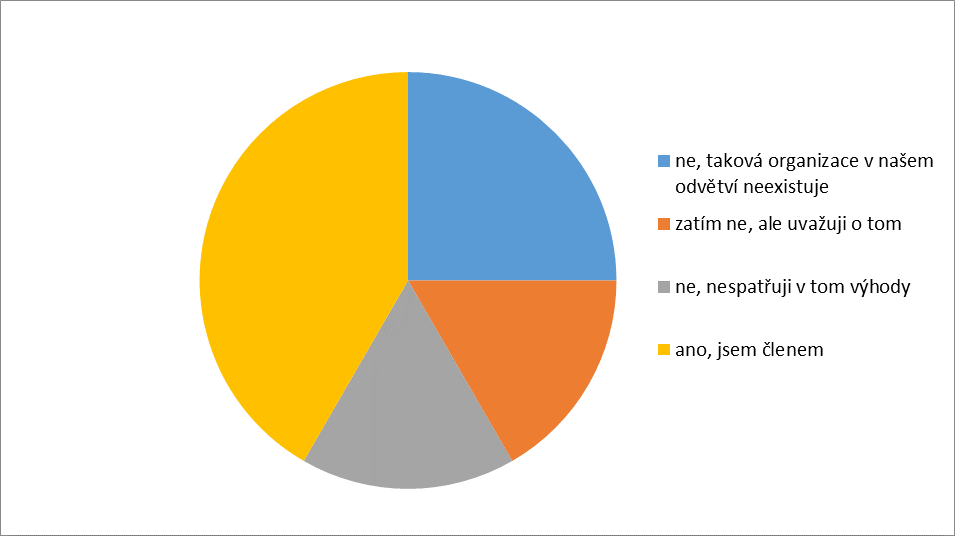 ne, taková organizace v našem
odvětví neexistuje
zatím ne, ale uvažuji o tom
ne, nespatřuji v tom výhody
ano, jsem členem